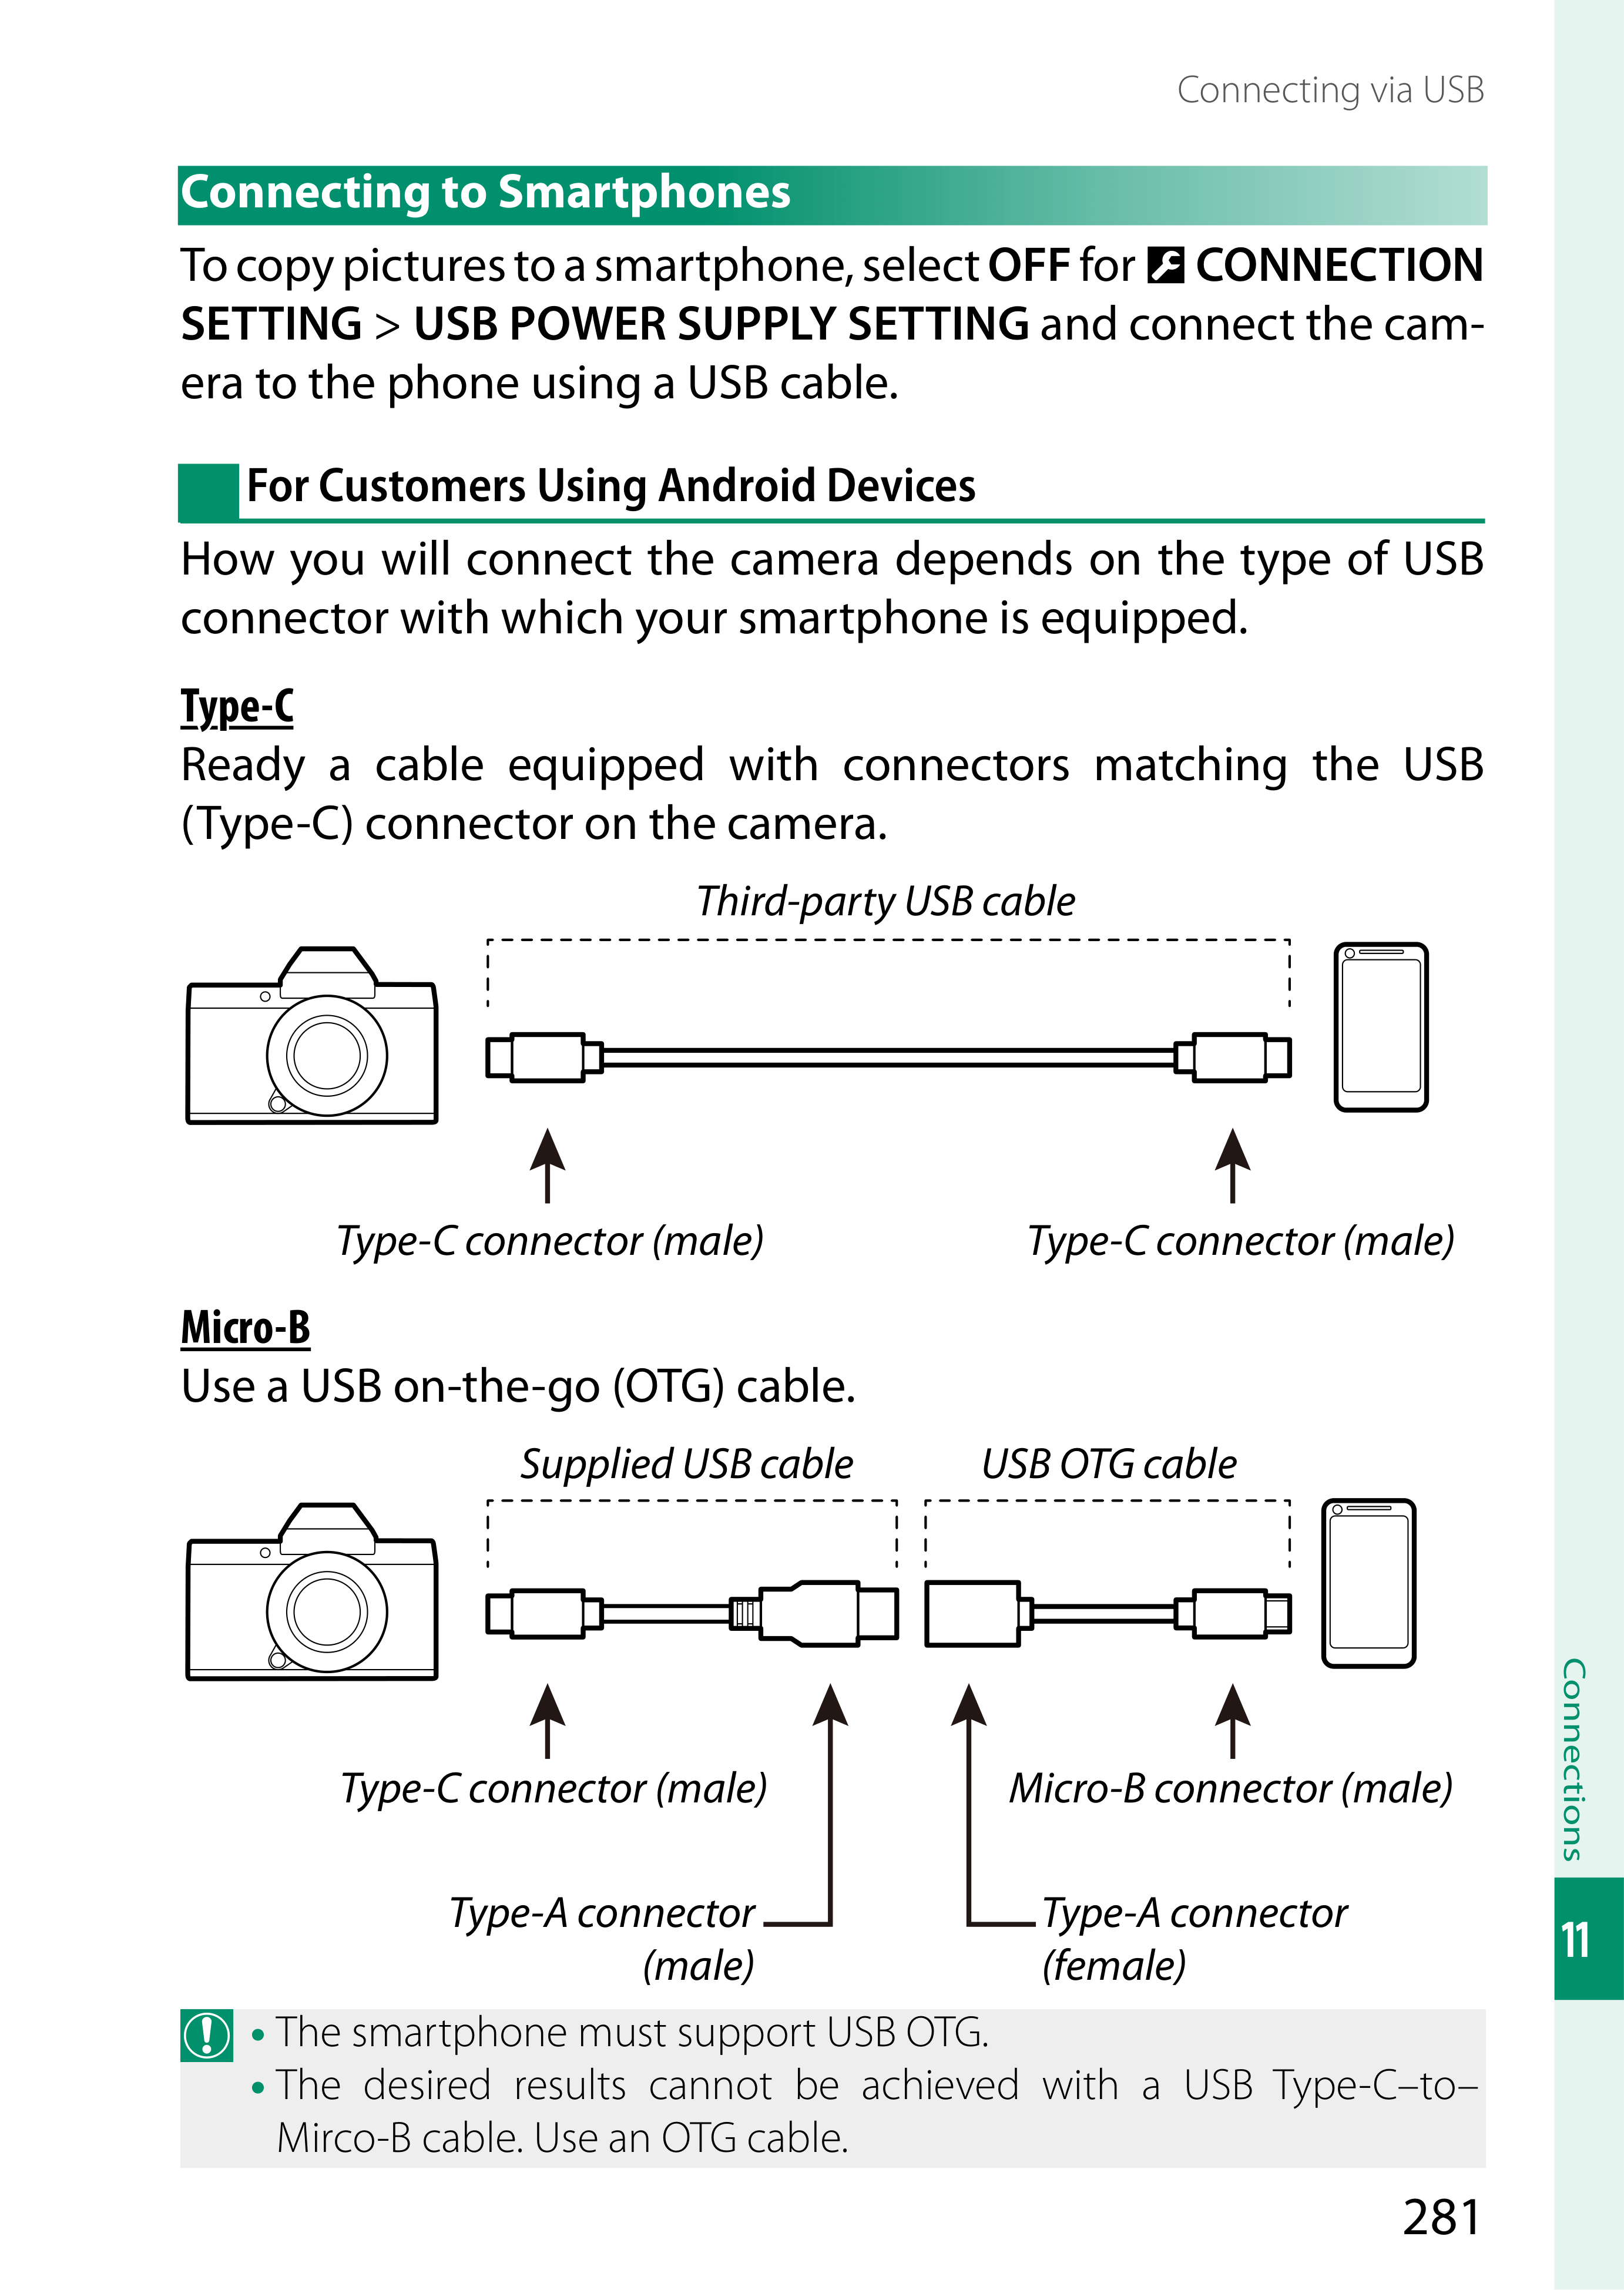 Connecting via USB
Connecting to Smartphones
To copy pictures to a smartphone, select OFF for CONNECTION
SETTING > USB POWER SUPPLY SETTING and connect the cam-
era to the phone using a USB cable.
For Customers Using Android Devices
How you will connect the camera depends on the type of USB
connector with which your smartphone is equipped.
Type-C
Ready a cable equipped with connectors matching the USB
(Type-C) connector on the camera.
Third-party USB cable
Type-C connector (male) Type-C connector (male)
Micro-B
Use a USB on-the-go (OTG) cable.
Supplied USB cable USB OTG cable
Type-C connector (male) Micro-B connector (male)
Type-A connector
(male)
Type-A connector
(female)
• The smartphone must support USB OTG.
• The desired results cannot be achieved with a USB Type-C–to–
Mirco-B cable. Use an OTG cable.
Connections
11
281